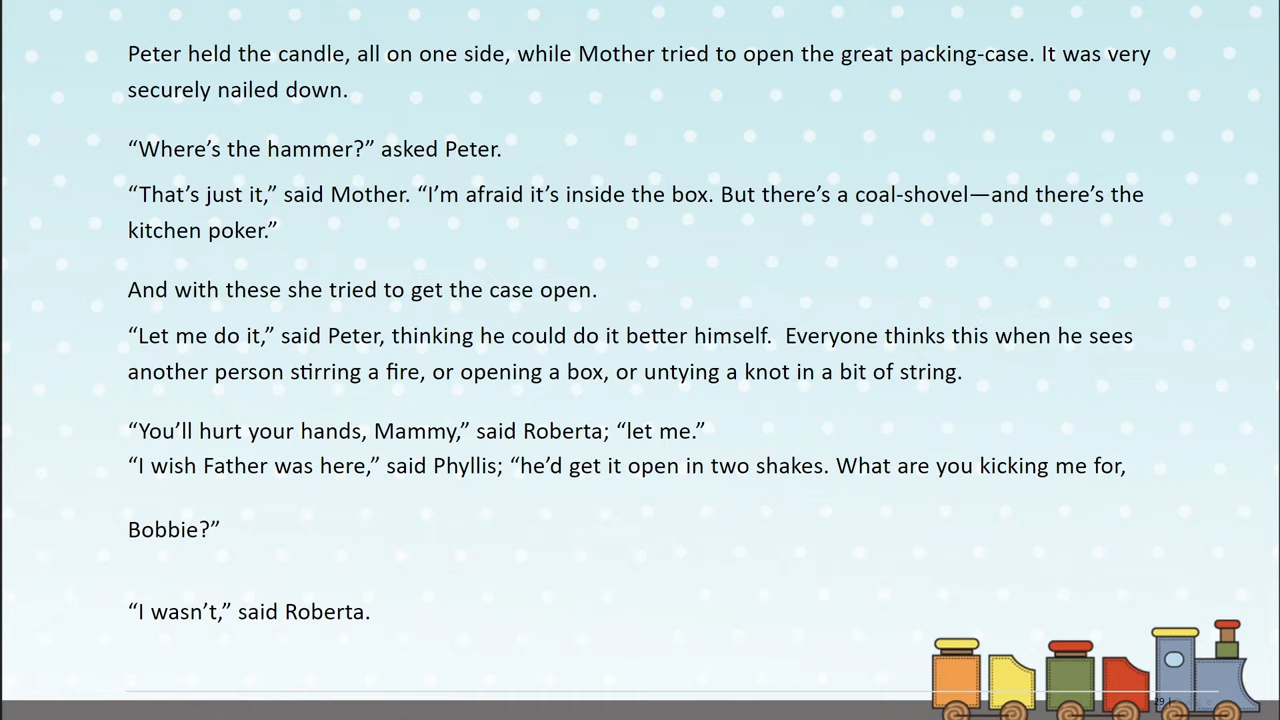 Peter held the candle, all on one side, while Mother tried to open the great packing-case. It was very
securely nailed down.
“Where’s the hammer?” asked Peter.
“That’s just it,” said Mother. “I’m afraid it’s inside the box. But there’s a coal-shovel—and there’s the
kitchen poker.”
And with these she tried to get the case open.
“Let me do it,” said Peter, thinking he could do it better himself.  Everyone thinks this when he sees
another person stirring a fire, or opening a box, or untying a knot in a bit of string.
“You’ll hurt your hands, Mammy,” said Roberta; “let me.”
“I wish Father was here,” said Phyllis; “he’d get it open in two shakes. What are you kicking me for,
Bobbie?”
“I wasn’t,” said Roberta.
29 |